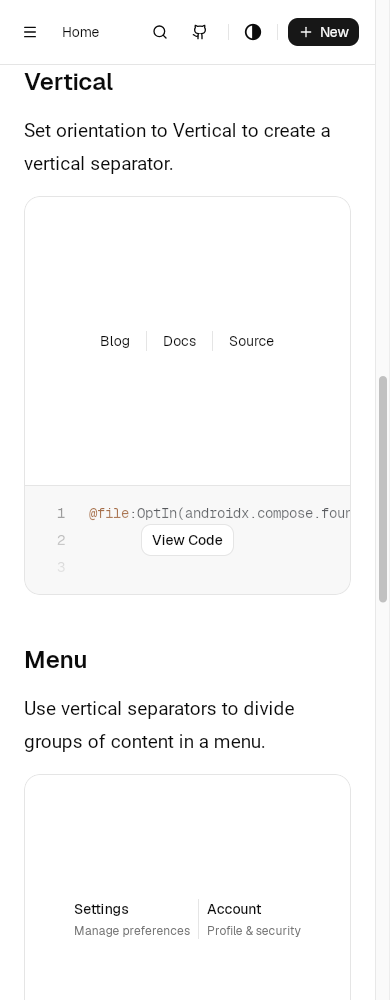 Home
New
Vertical
Set orientation to Vertical to create a
vertical separator.
Blog
Docs
Source
1 @file:OptIn(androidx.compose.four
2
View Code
3
Menu
Use vertical separators to divide
groups of content in a menu.
Settings
Account
Manage preferences
Profile & security